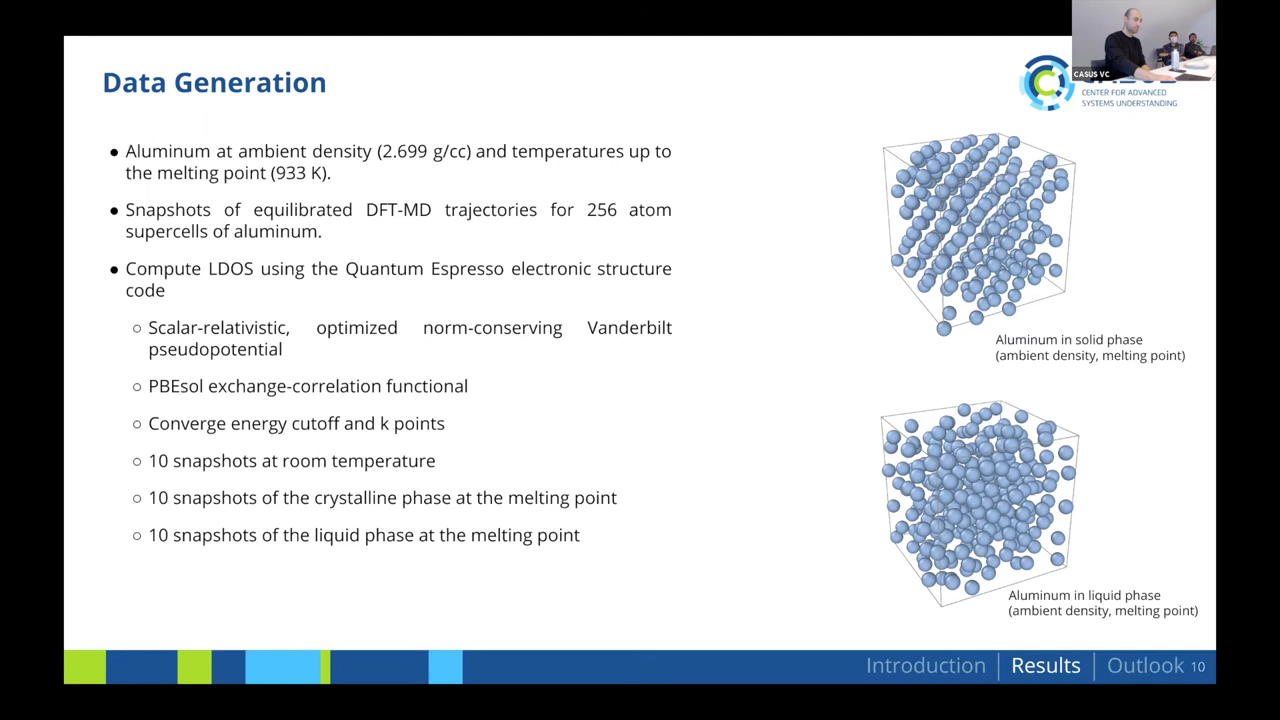 Data Generation
CASUS VC
CENTER FOR ADVANCED
SYSTEMS UNDERSTANDING
● Aluminum at ambient density (2.699 g/cc) and temperatures up to
the melting point (933 K).
● Snapshots of equilibrated DFT-MD trajectories for 256 atom
supercells of aluminum.
● Compute LDOS using the Quantum Espresso electronic structure
code
○ Scalar-relativistic, optimized norm-conserving Vanderbilt
pseudopotential
○ PBEsol exchange-correlation functional
○ Converge energy cutoff and k points
○ 10 snapshots at room temperature
○ 10 snapshots of the crystalline phase at the melting point
○ 10 snapshots of the liquid phase at the melting point
Aluminum in solid phase
(ambient density, melting point)
Aluminum in liquid phase
(ambient density, melting point)
Introduction | Results | Outlook 10